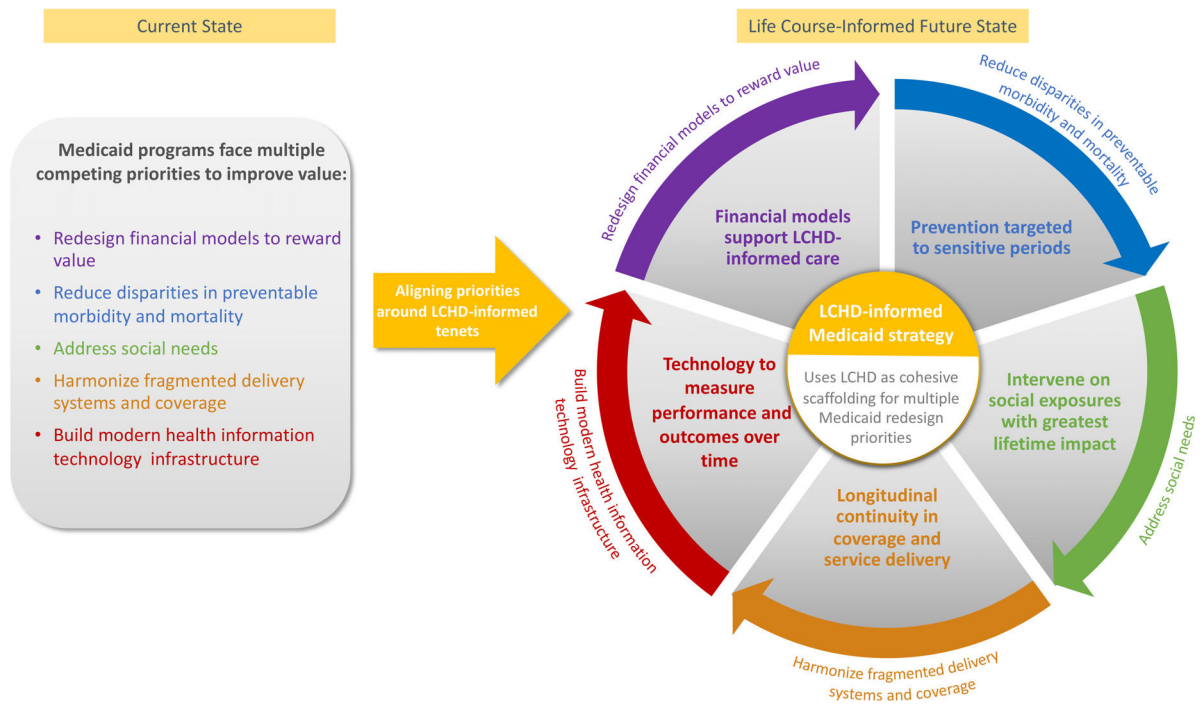 Current State
Medicaid programs face multiple
competing priorities to improve value:
• Redesign financial models to reward
value
• Reduce disparities in preventable
morbidity and mortality
• Address social needs
• Harmonize fragmented delivery
systems and coverage
• Build modern health information
technology infrastructure
Aligning priorities
around LCHD-informed
tenets
Life Course-Informed Future State
Redesign financial models to reward value
Financial models
support LCHD-
informed care
Reduce disparities in preventable
morbidity and mortality
Prevention targeted
to sensitive periods
LCHD-informed
Medicaid strategy
Uses LCHD as cohesive
scaffolding for multiple
Medicaid redesign
priorities
Intervene on
social exposures
with greatest
lifetime impact
Address social needs
Longitudinal
continuity in
coverage and
service delivery
Harmonize fragmented delivery
systems and coverage
Technology to
measure
performance and
outcomes over
time
Build modern health information
technology infrastructure